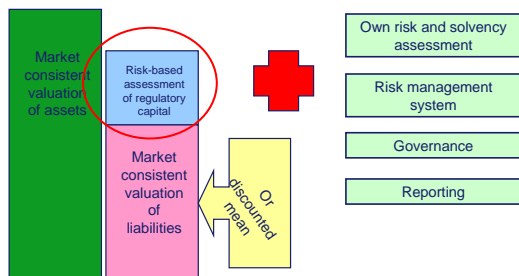 Market
consistent
valuation
of assets
Risk-based
assessment
of regulatory
capital
Market
consistent
valuation
of
liabilities
Or
discounted
mean
Own risk and solvency
assessment
Risk management
system
Governance
Reporting